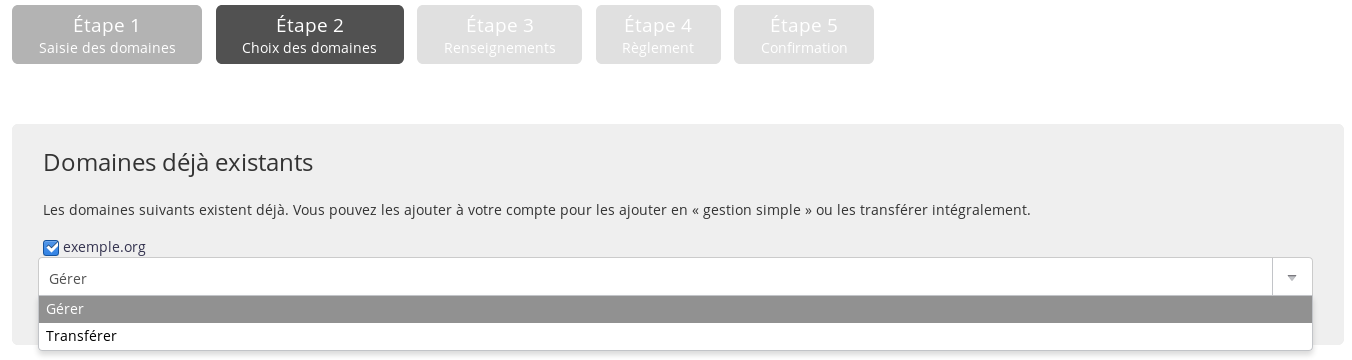 Étape 1
Saisie des domaines
Étape 2
Choix des domaines
Étape 3
Renseignements
Étape 4
Règlement
Étape 5
Confirmation
Domaines déjà existants
Les domaines suivants existent déjà. Vous pouvez les ajouter à votre compte pour les ajouter en « gestion simple » ou les transférer intégralement.
exemple.org
Gérer
Gérer
Transférer